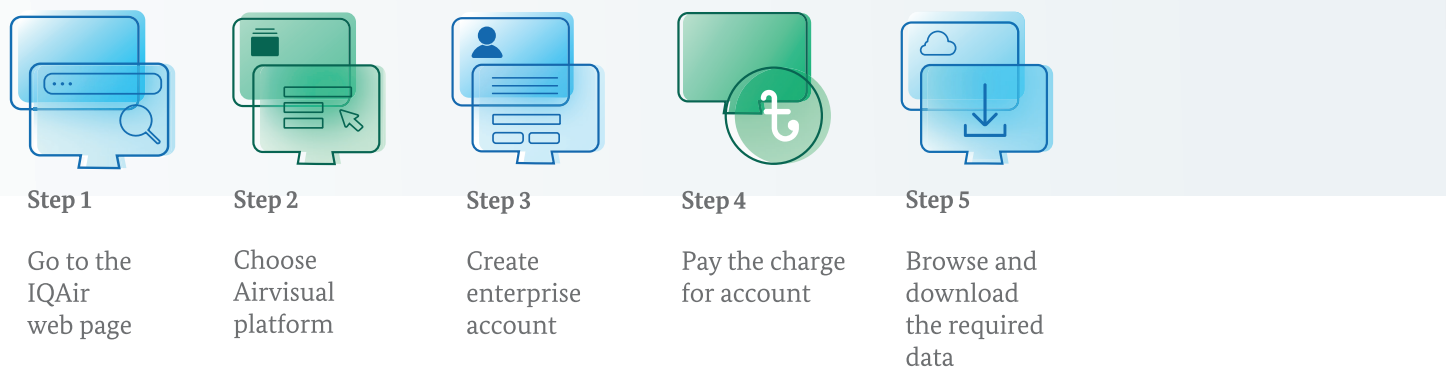 Step 1
Go to the
IQAir
web page
Step 2
Choose
Airvisual
platform
Step 3
Create
enterprise
account
৳
Step 4
Pay the charge
for account
Step 5
Browse and
download
the required
data